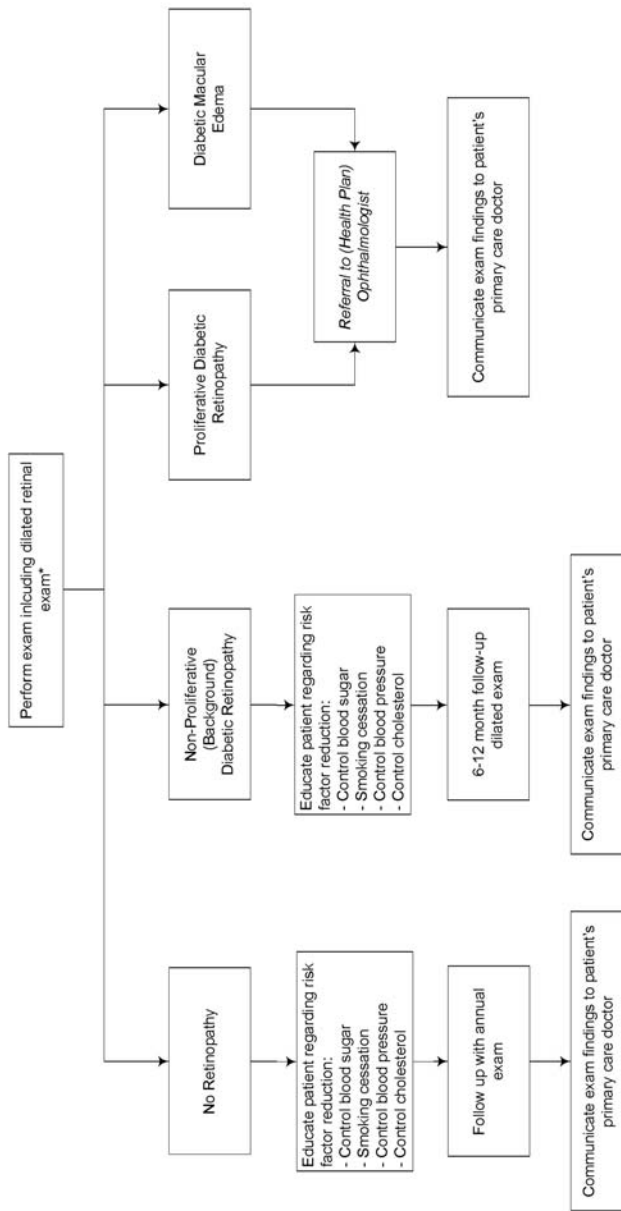 Perform exam inlcuding dilated retinal
exam*
No Retinopathy
Non-Proliferative
(Background)
Diabetic Retinopathy
Proliferative Diabetic
Retinopathy
Diabetic Macular
Edema
Educate patient regarding risk
factor reduction:
- Control blood sugar
- Smoking cessation
- Control blood pressure
- Control cholesterol
Educate patient regarding risk
factor reduction:
- Control blood sugar
- Smoking cessation
- Control blood pressure
- Control cholesterol
Referral to (Health Plan)
Ophthalmologist
Follow up with annual
exam
6-12 month follow-up
dilated exam
Communicate exam findings to patient's
primary care doctor
Communicate exam findings to patient's
primary care doctor
Communicate exam findings to patient's
primary care doctor